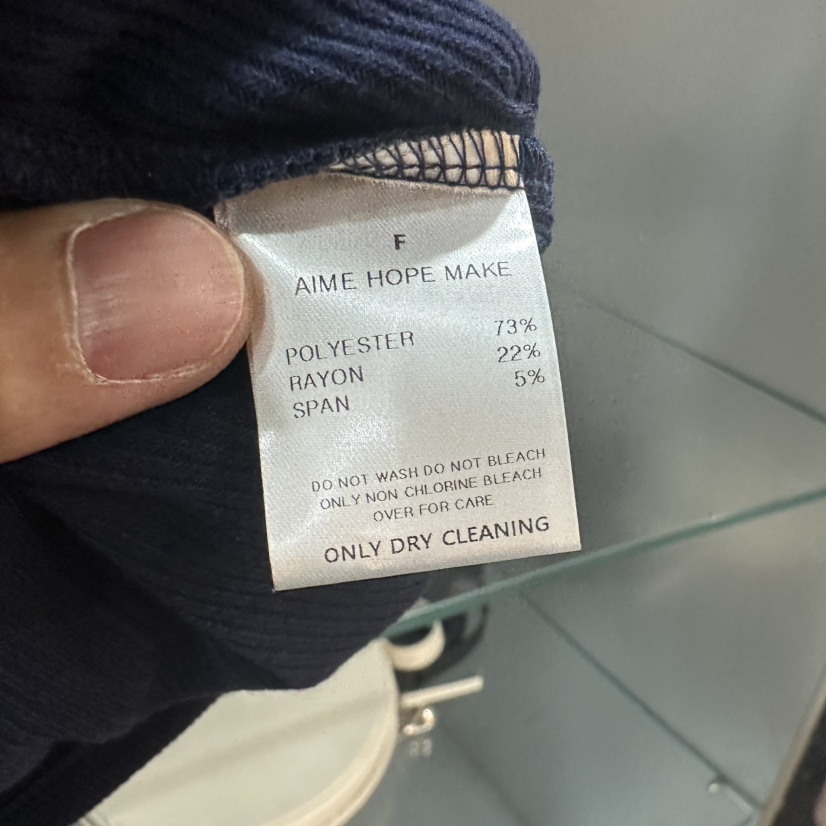 F
AIME HOPE MAKE
POLYESTER 73%
RAYON 22%
SPAN 5%
DO NOT WASH DO NOT BLEACH
ONLY NON CHLORINE BLEACH
OVER FOR CARE
ONLY DRY CLEANING